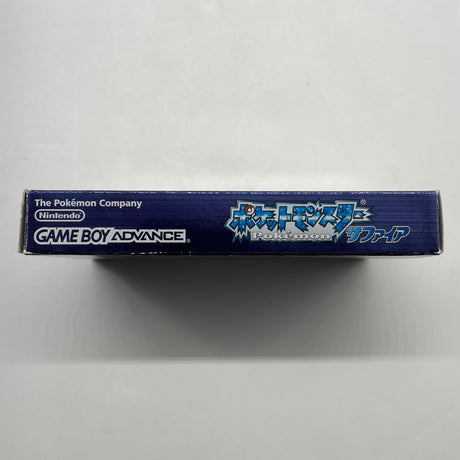 The Pokémon Company
Nintendo
GAME BOY ADVANCE
ポケットモンスター
Pokémon
サファイア